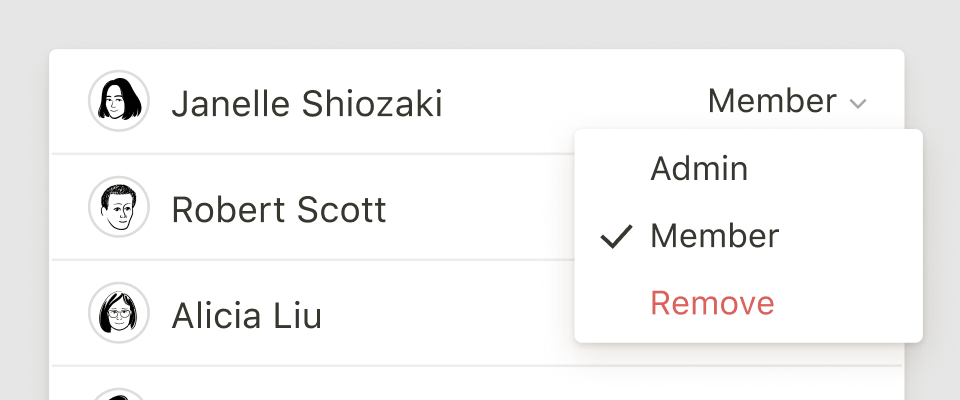 Janelle Shiozaki
Member
Admin
Robert Scott
Member
Remove
Alicia Liu